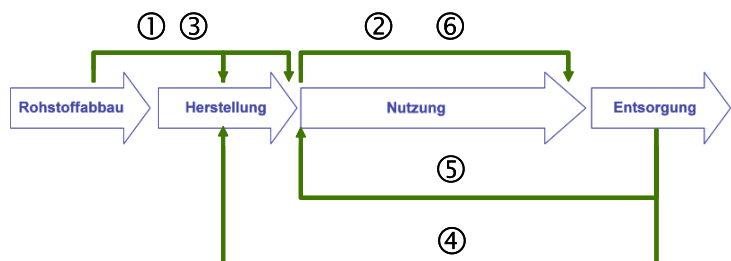 ① ③ ② ⑥
Rohstoffabbau Herstellung Nutzung Entsorgung
⑤
④